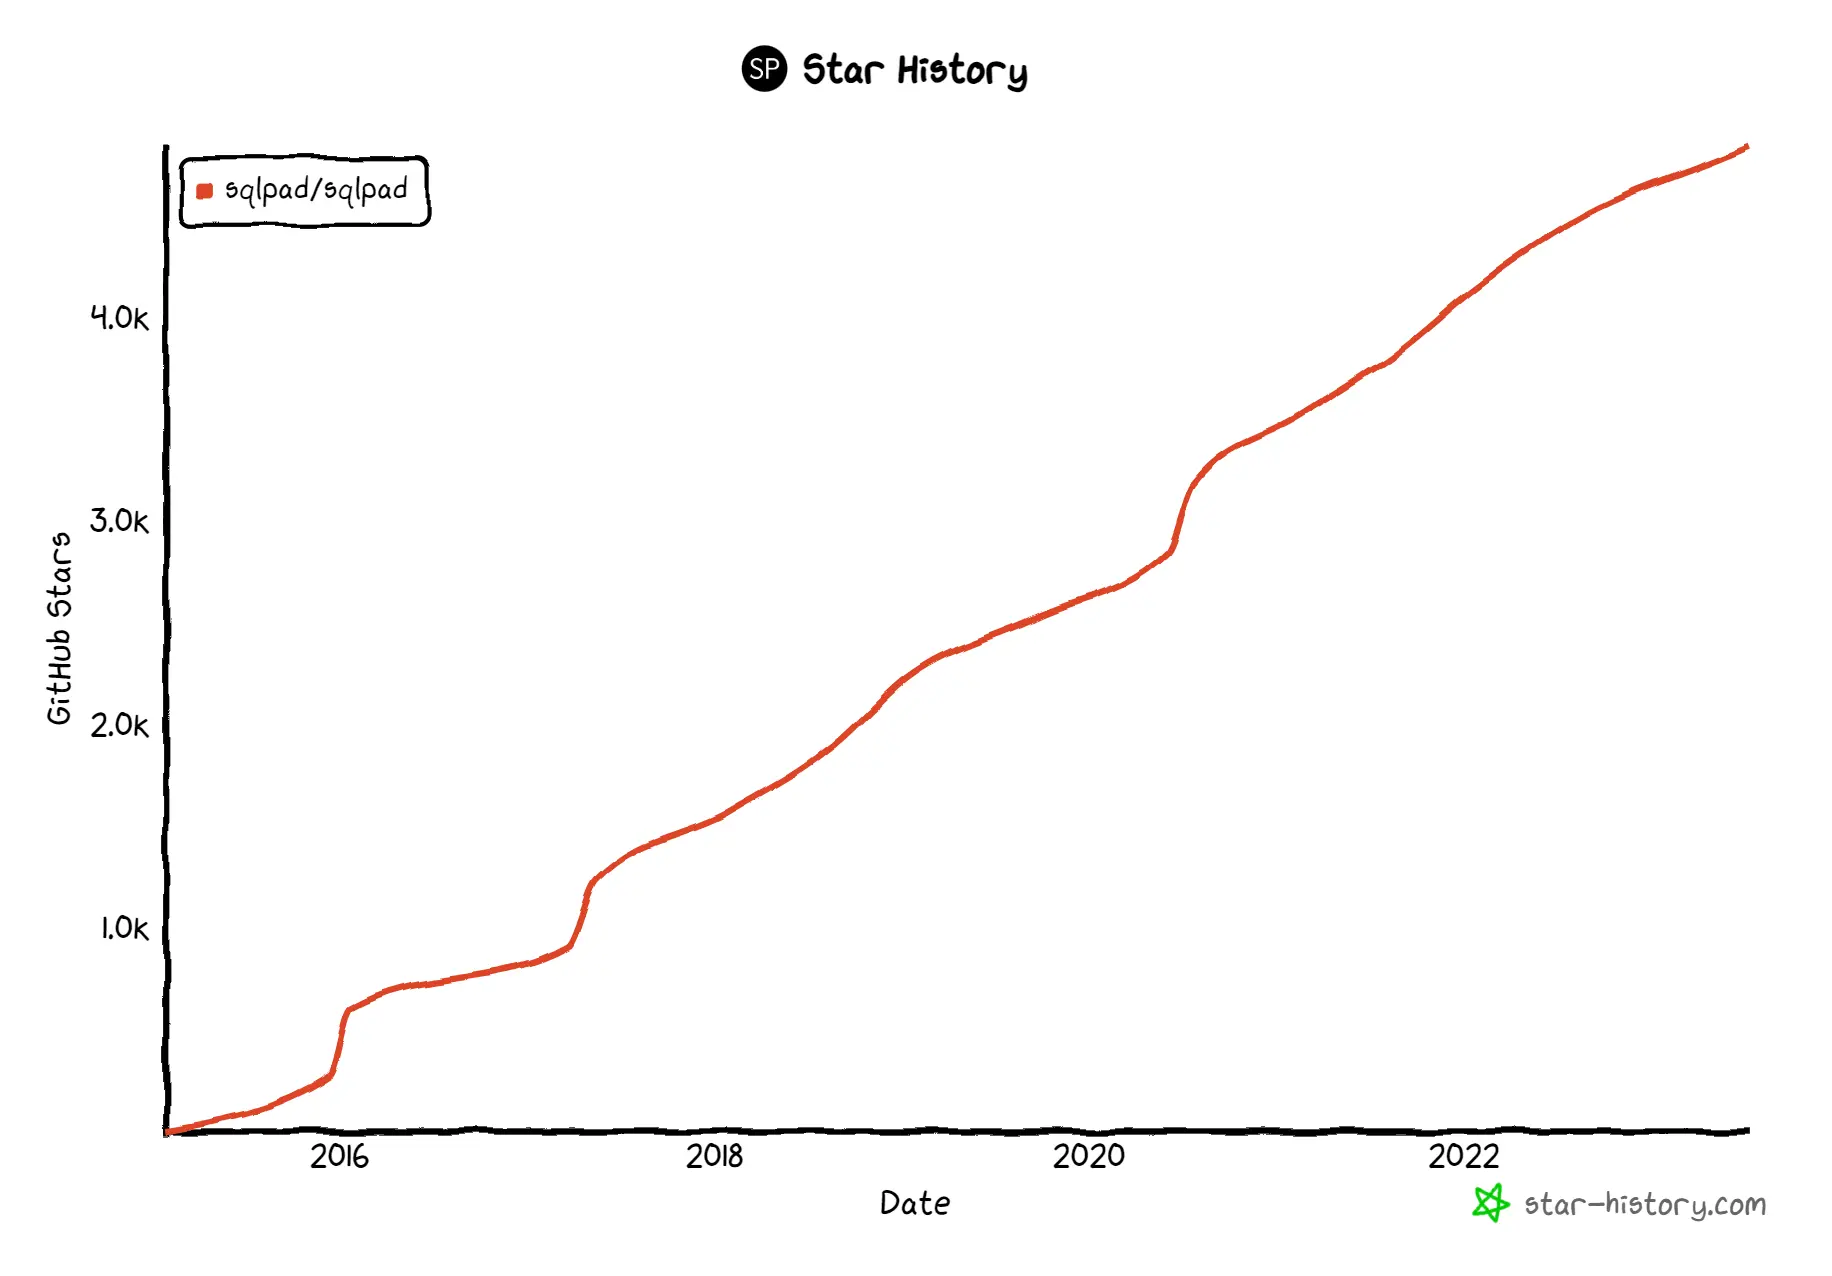 SP Star History
sqlpad/sqlpad
4.0k
3.0k
2.0k
1.0k
GitHub Stars
2016 2018 2020 2022
Date
star-history.com